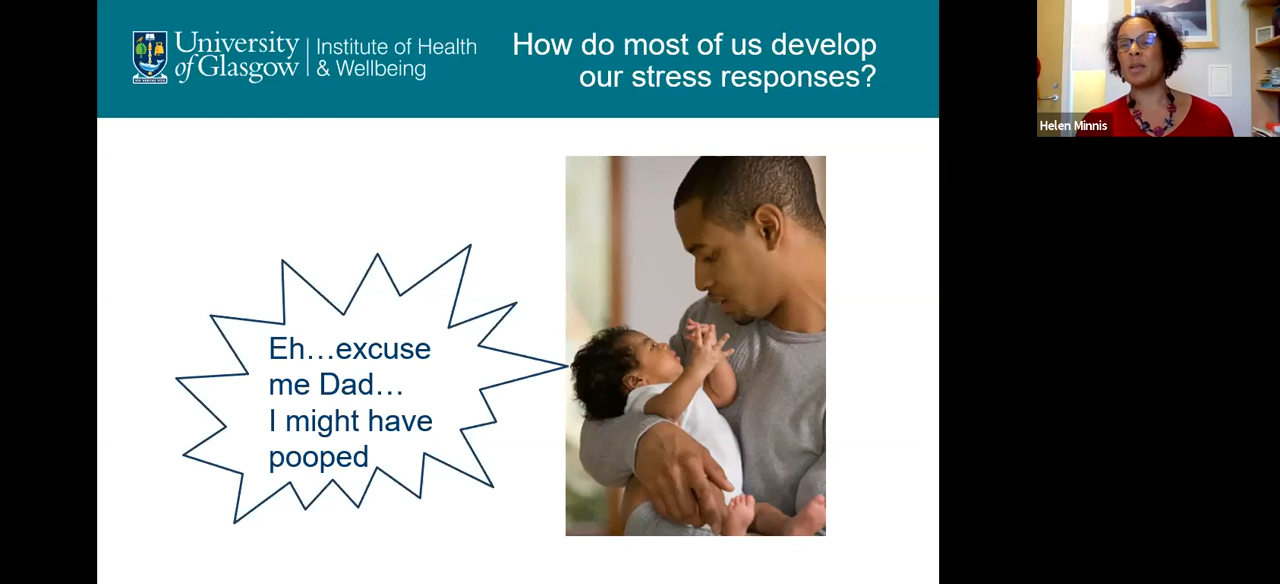 University
of Glasgow
Institute of Health
& Wellbeing
How do most of us develop
our stress responses?
Helen Minnis
Eh…excuse
me Dad…
I might have
pooped